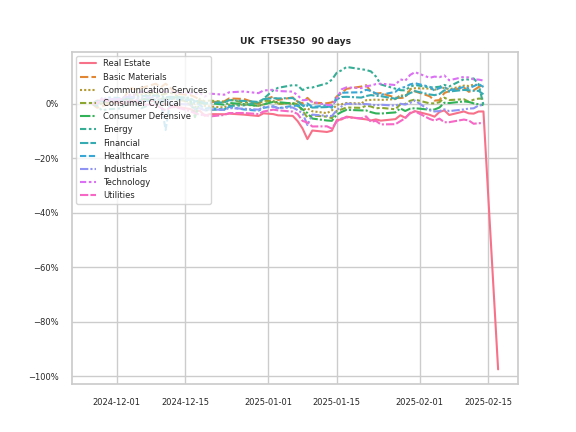 UK FTSE350 90 days
Real Estate
Basic Materials
Communication Services
Consumer Cyclical
Consumer Defensive
Energy
Financial
Healthcare
Industrials
Technology
Utilities
0%
−20%
−40%
−60%
−80%
−100%
2024-12-01
2024-12-15
2025-01-01
2025-01-15
2025-02-01
2025-02-15